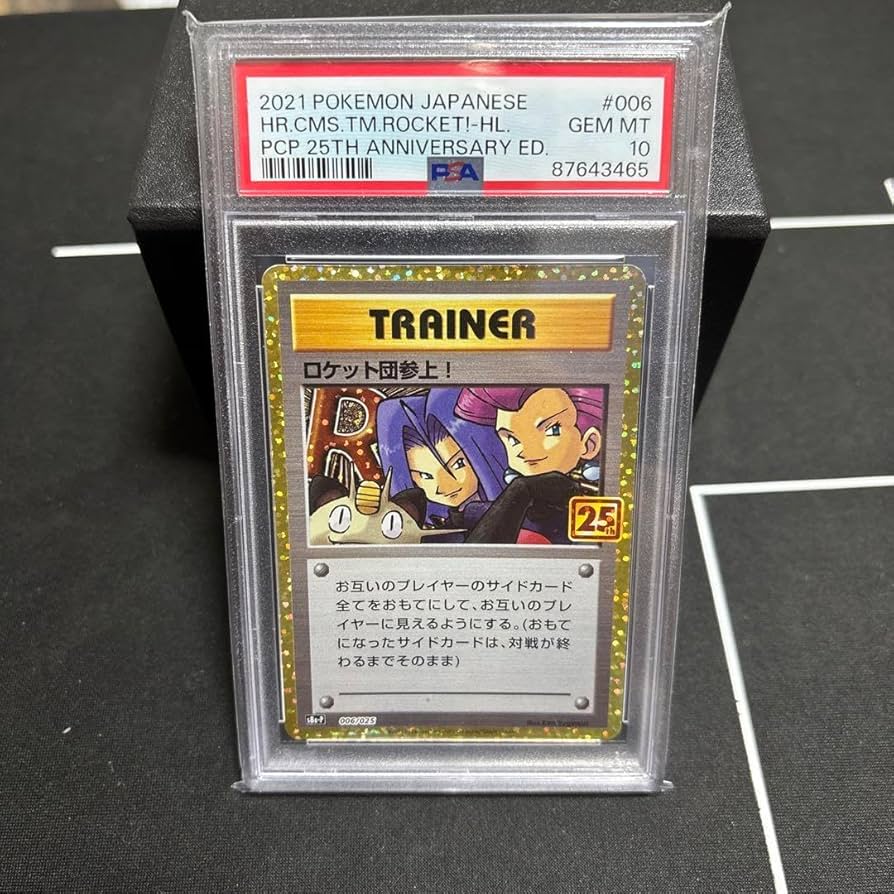 2021 POKEMON JAPANESE #006
HR.CMS.TM.ROCKET!-HL. GEM MT
PCP 25TH ANNIVERSARY ED. 10
PSA 87643465
TRAINER
ロケット団参上！
R
25th
お互いのプレイヤーのサイドカード
全てをおもてにして、お互いのプレ
イヤーに見えるようにする。(おもて
になったサイドカードは、対戦が終
わるまでそのまま)
s8a-P 006/025